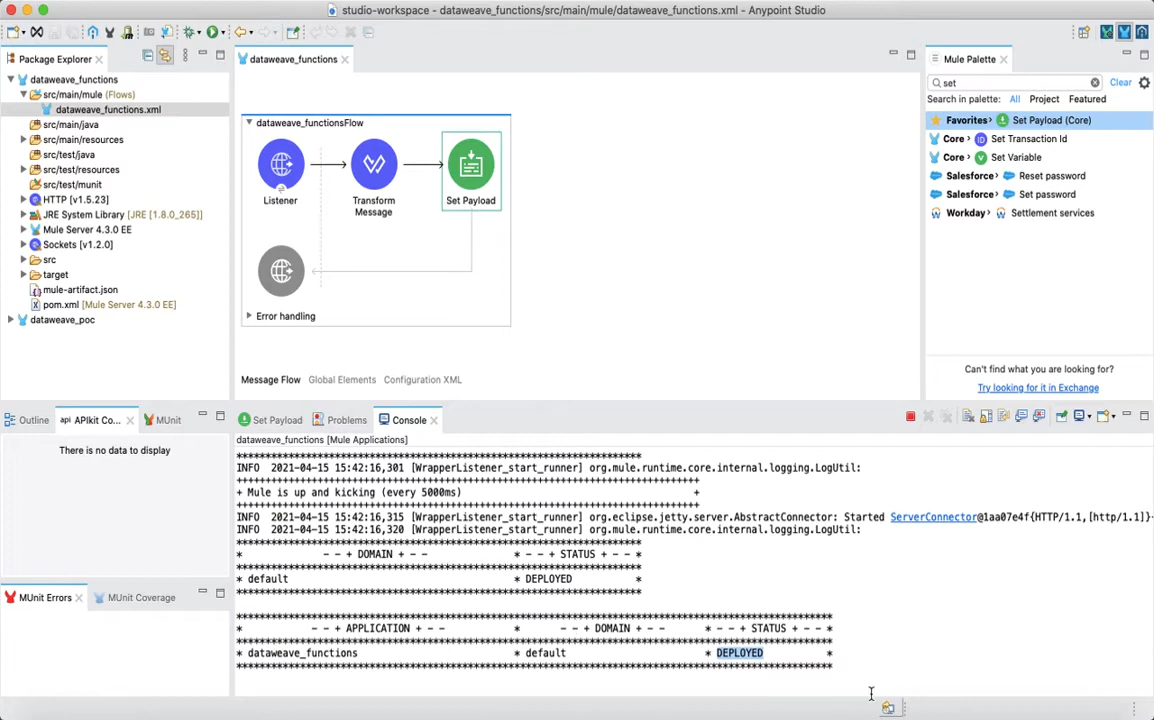 studio-workspace - dataweave_functions/src/main/mule/dataweave_functions.xml - Anypoint Studio
Package Explorer
dataweave_functions
src/main/mule (Flows)
dataweave_functions.xml
src/main/java
src/main/resources
src/test/java
src/test/resources
src/test/munit
HTTP [v1.5.23]
JRE System Library [JRE [1.8.0_265)]]
Mule Server 4.3.0 EE
Sockets [v1.2.0]
src
target
mule-artifact.json
pom.xml [Mule Server 4.3.0 EE]
dataweave_poc
dataweave_functions
dataweave_functionsFlow
Listener
Transform
Message
Set Payload
Error handling
Message Flow Global Elements Configuration XML
Mule Palette
set
Clear
Search in palette: All Project Featured
Favorites> Set Payload (Core)
Core> Set Transaction Id
Core> Set Variable
Salesforce> Reset password
Salesforce> Set password
Workday> Settlement services
Can't find what you are looking for?
Try looking for it in Exchange
Outline
API APIkit Co...
MUnit
There is no data to display
MUnit Errors
MUnit Coverage
Set Payload
Problems
Console
dataweave_functions [Mule Applications]
**********************************************************************
INFO 2021-04-15 15:42:16,301 [WrapperListener_start_runner] org.mule.runtime.core.internal.logging.LogUtil:
++++++++++++++++++++++++++++++++++++++++++++++++++++++++++++
+ Mule is up and kicking (every 5000ms) +
++++++++++++++++++++++++++++++++++++++++++++++++++++++++++++
INFO 2021-04-15 15:42:16,315 [WrapperListener_start_runner] org.eclipse.jetty.server.AbstractConnector: Started ServerConnector@1aa07e4f{HTTP/1.1,[http/1.1]}
INFO 2021-04-15 15:42:16,320 [WrapperListener_start_runner] org.mule.runtime.core.internal.logging.LogUtil:
**********************************************************************
* - - + DOMAIN + - - * - - + STATUS + - - *
**********************************************************************
* default * DEPLOYED *
**********************************************************************
*******************************************************************************************************
* - - + APPLICATION + - - * - - + DOMAIN + - - * - - + STATUS + - - *
*******************************************************************************************************
* dataweave_functions * default * DEPLOYED *
*******************************************************************************************************